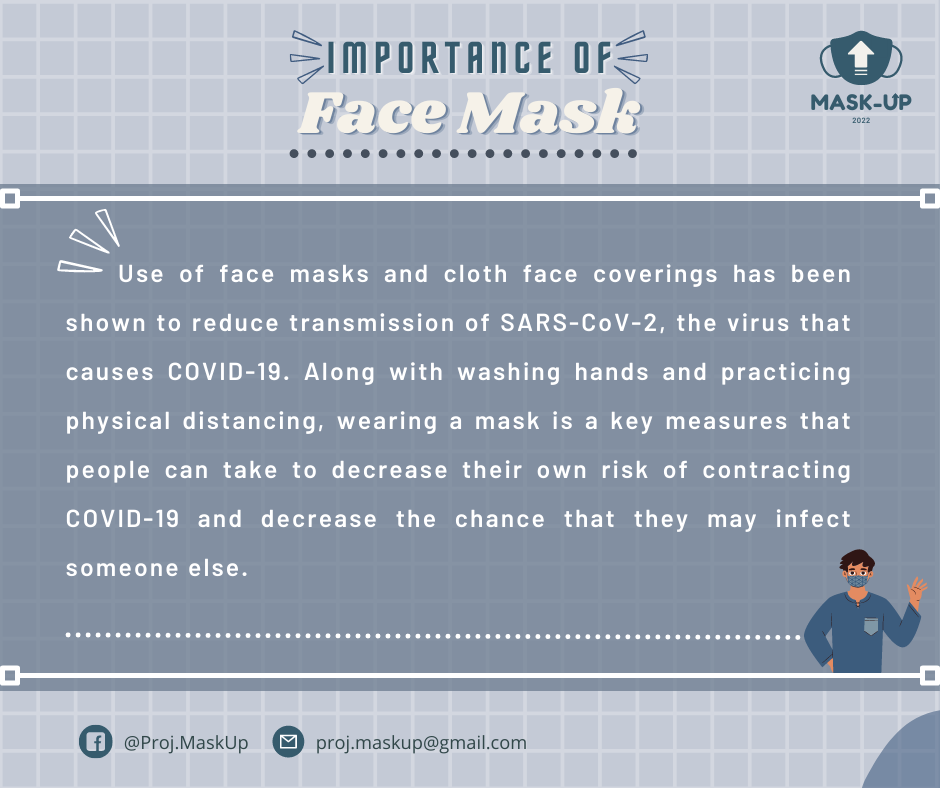 IMPORTANCE OF
Face Mask
MASK-UP
2022
Use of face masks and cloth face coverings has been
shown to reduce transmission of SARS-CoV-2, the virus that
causes COVID-19. Along with washing hands and practicing
physical distancing, wearing a mask is a key measures that
people can take to decrease their own risk of contracting
COVID-19 and decrease the chance that they may infect
someone else.
@Proj.MaskUp
proj.maskup@gmail.com